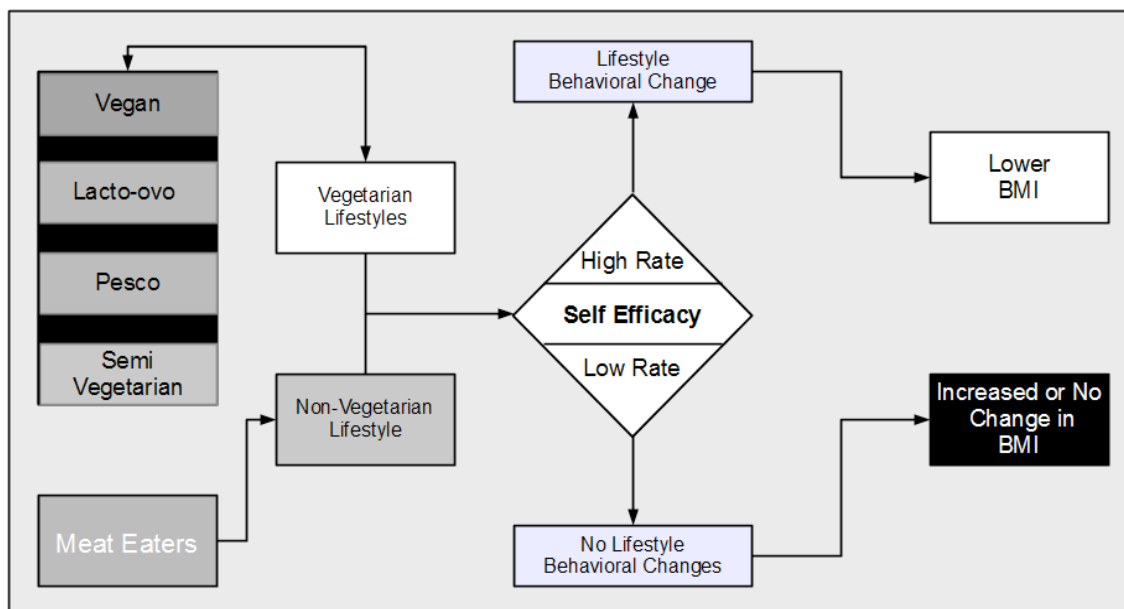 Vegan
Lacto-ovo
Pesco
Semi
Vegetarian
Meat Eaters
Vegetarian
Lifestyles
Non-Vegetarian
Lifestyle
Lifestyle
Behavioral Change
High Rate
Self Efficacy
Low Rate
No Lifestyle
Behavioral Changes
Lower
BMI
Increased or No
Change in
BMI